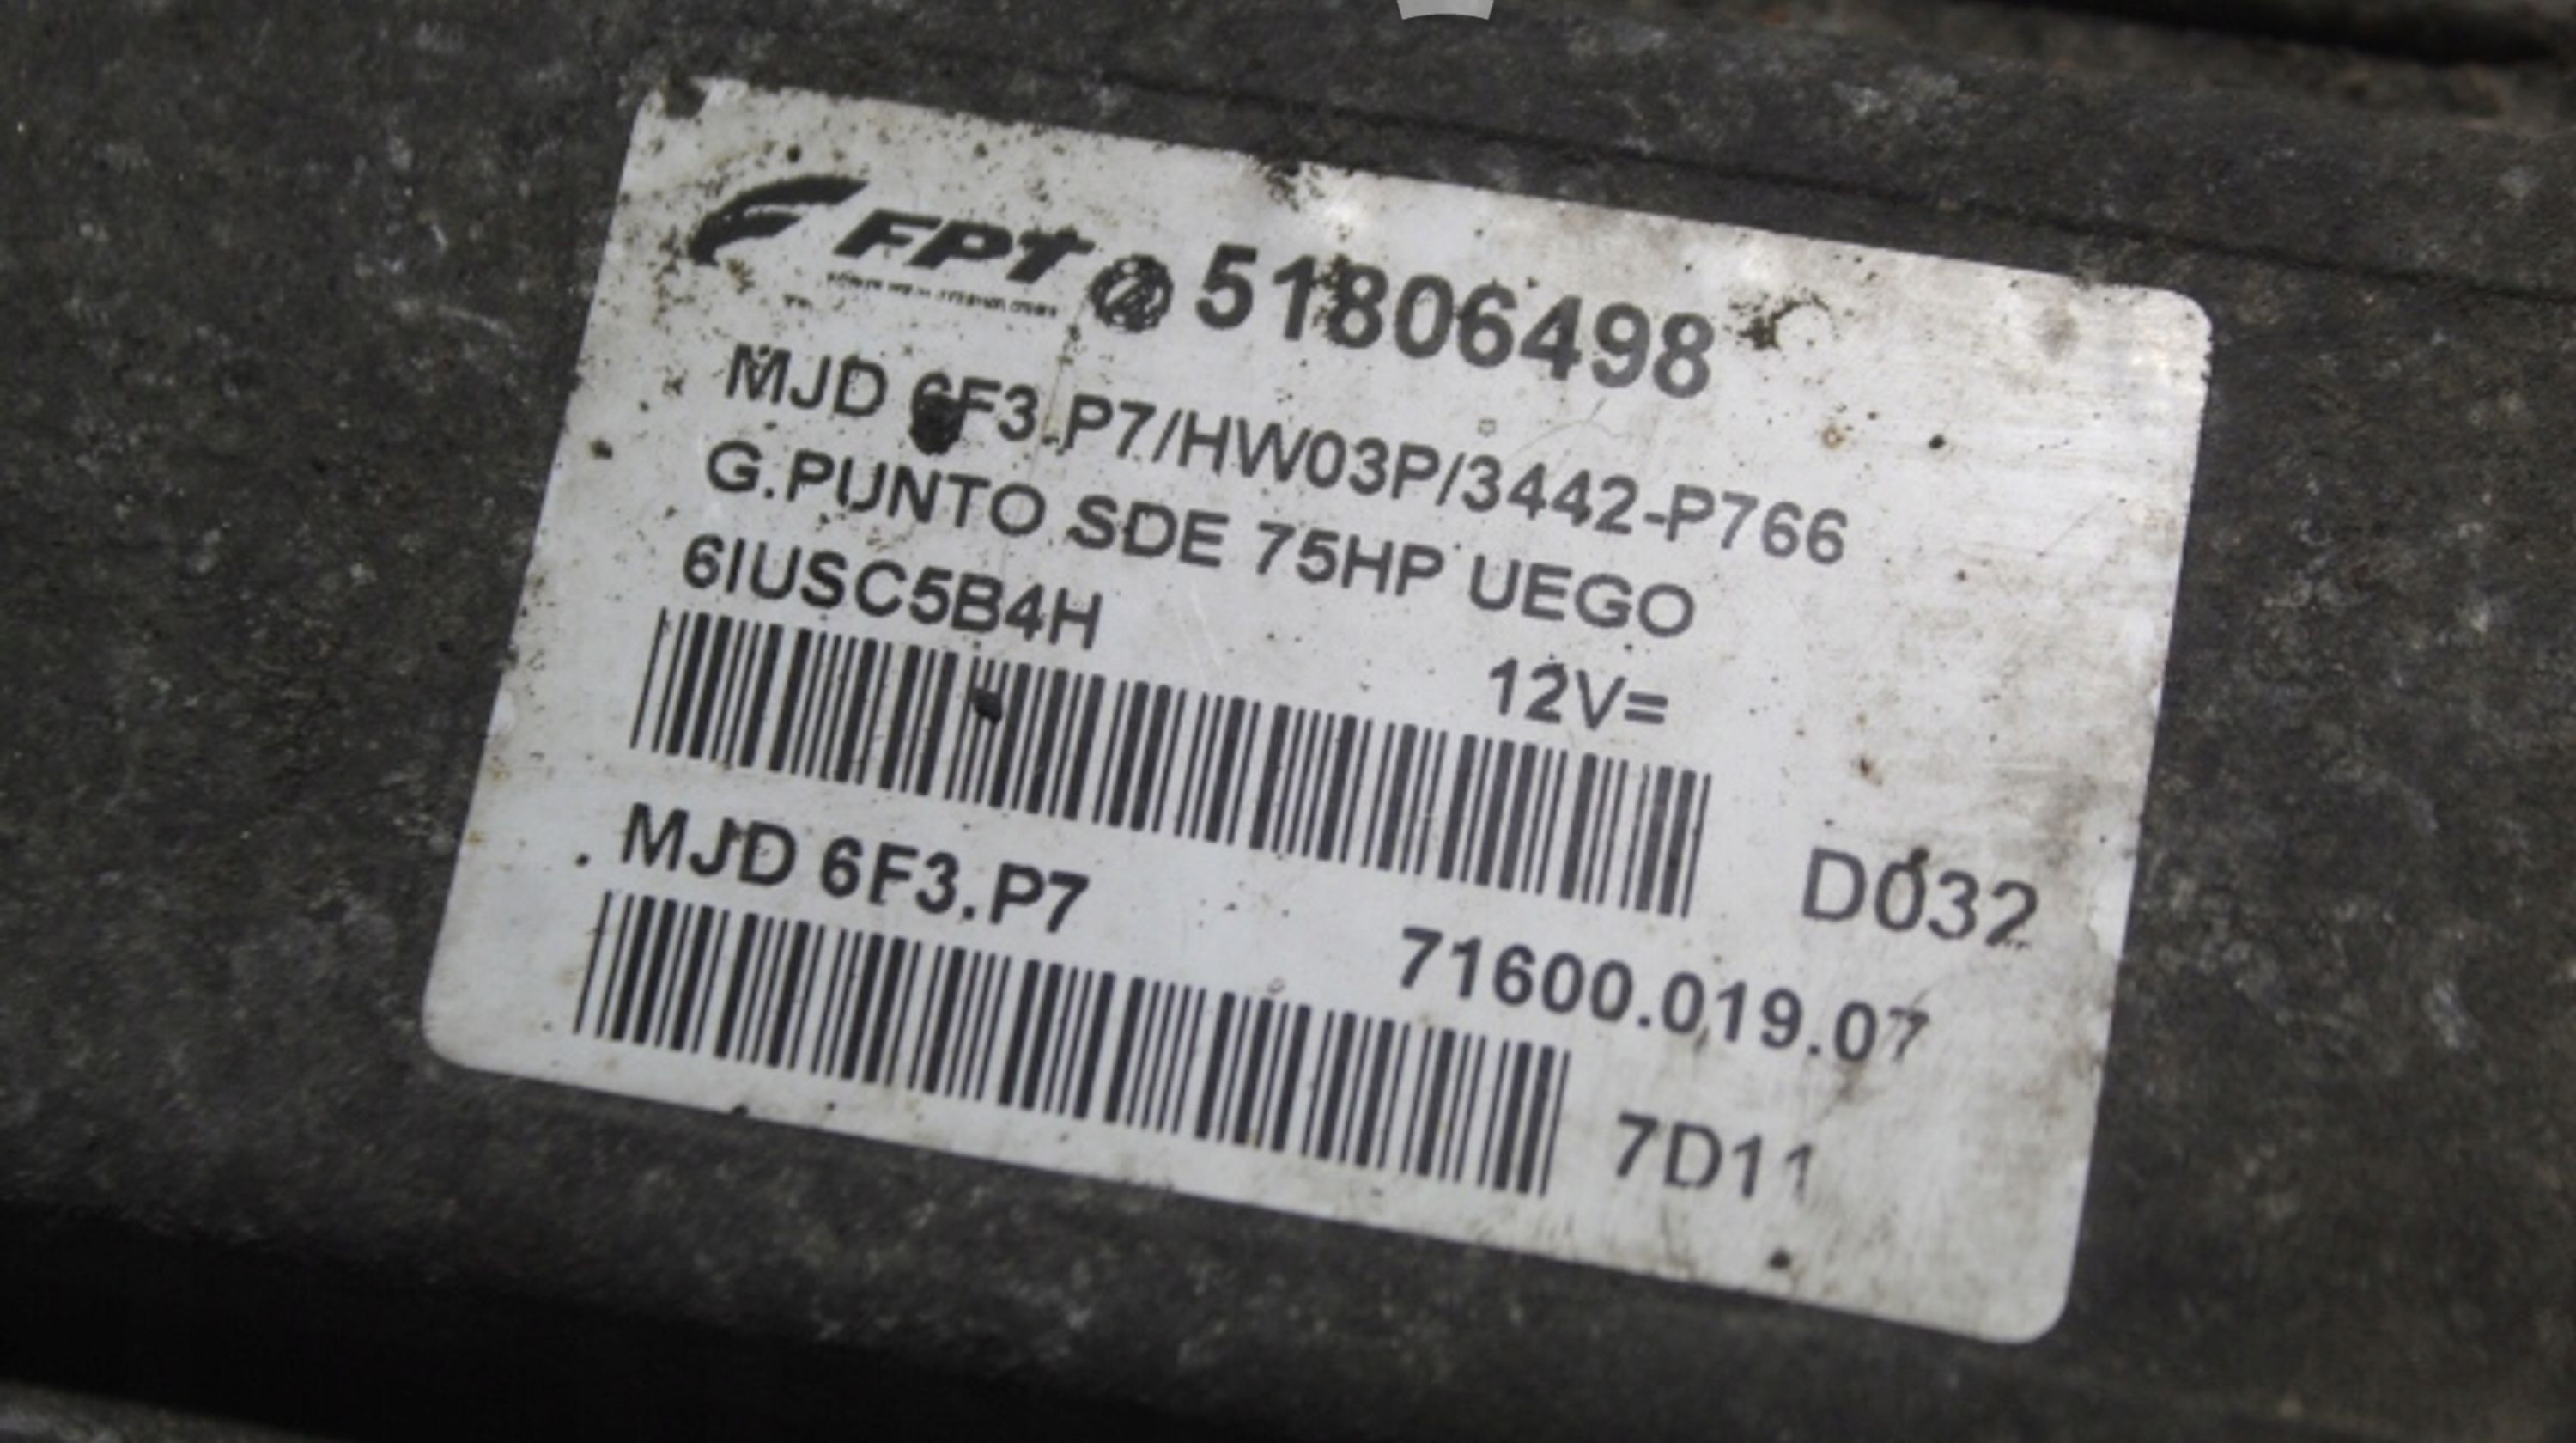 FPT 51806498
MJD 6F3.P7/HW03P/3442-P766
G.PUNTO SDE 75HP UEGO
6IUSC5B4H
12V=
D032
MJD 6F3.P7
71600.019.07
7D11